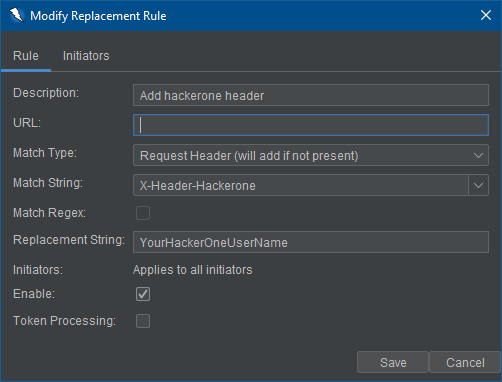 Modify Replacement Rule
Rule Initiators
Description: Add hackerone header
URL:
Match Type: Request Header (will add if not present)
Match String: X-Header-Hackerone
Match Regex:
Replacement String: YourHackerOneUserName
Initiators: Applies to all initiators
Enable:
Token Processing:
Save Cancel